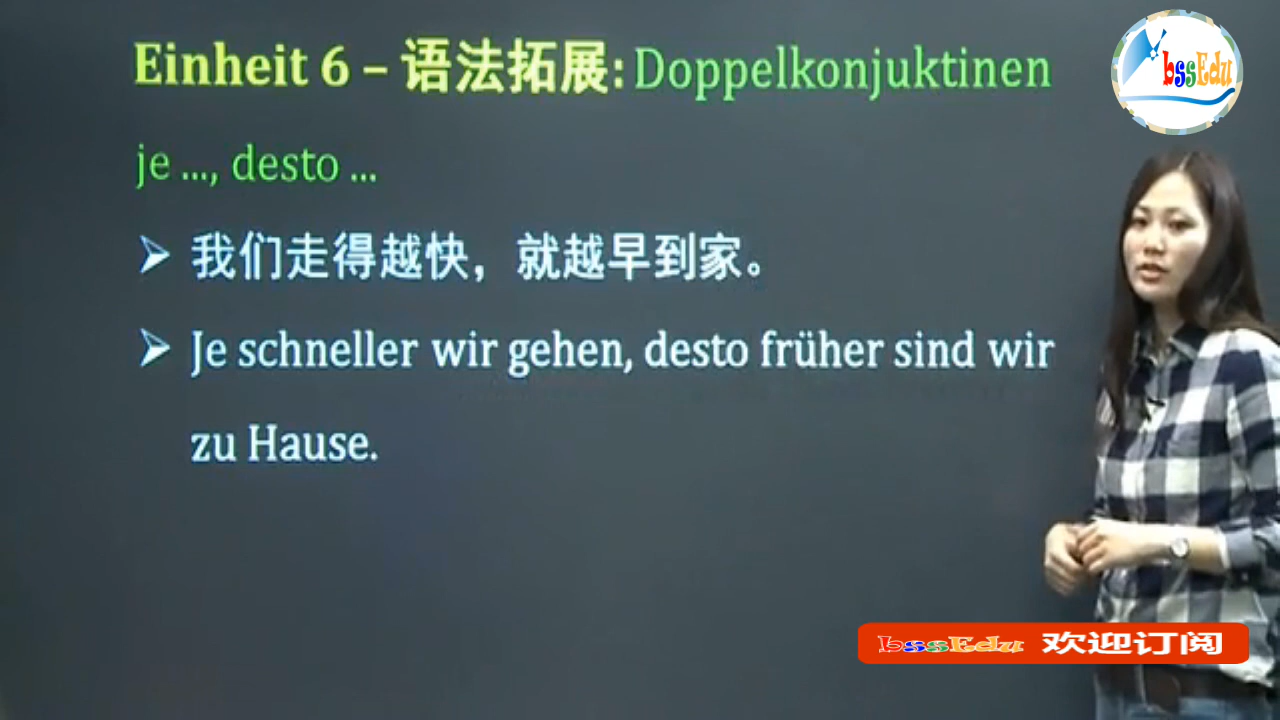 Einheit 6 – 语法拓展: Doppelkonjuktinen
bssEdu
je ..., desto ...
我们走得越快，就越早到家。
Je schneller wir gehen, desto früher sind wir
zu Hause.
bssEdu 欢迎订阅